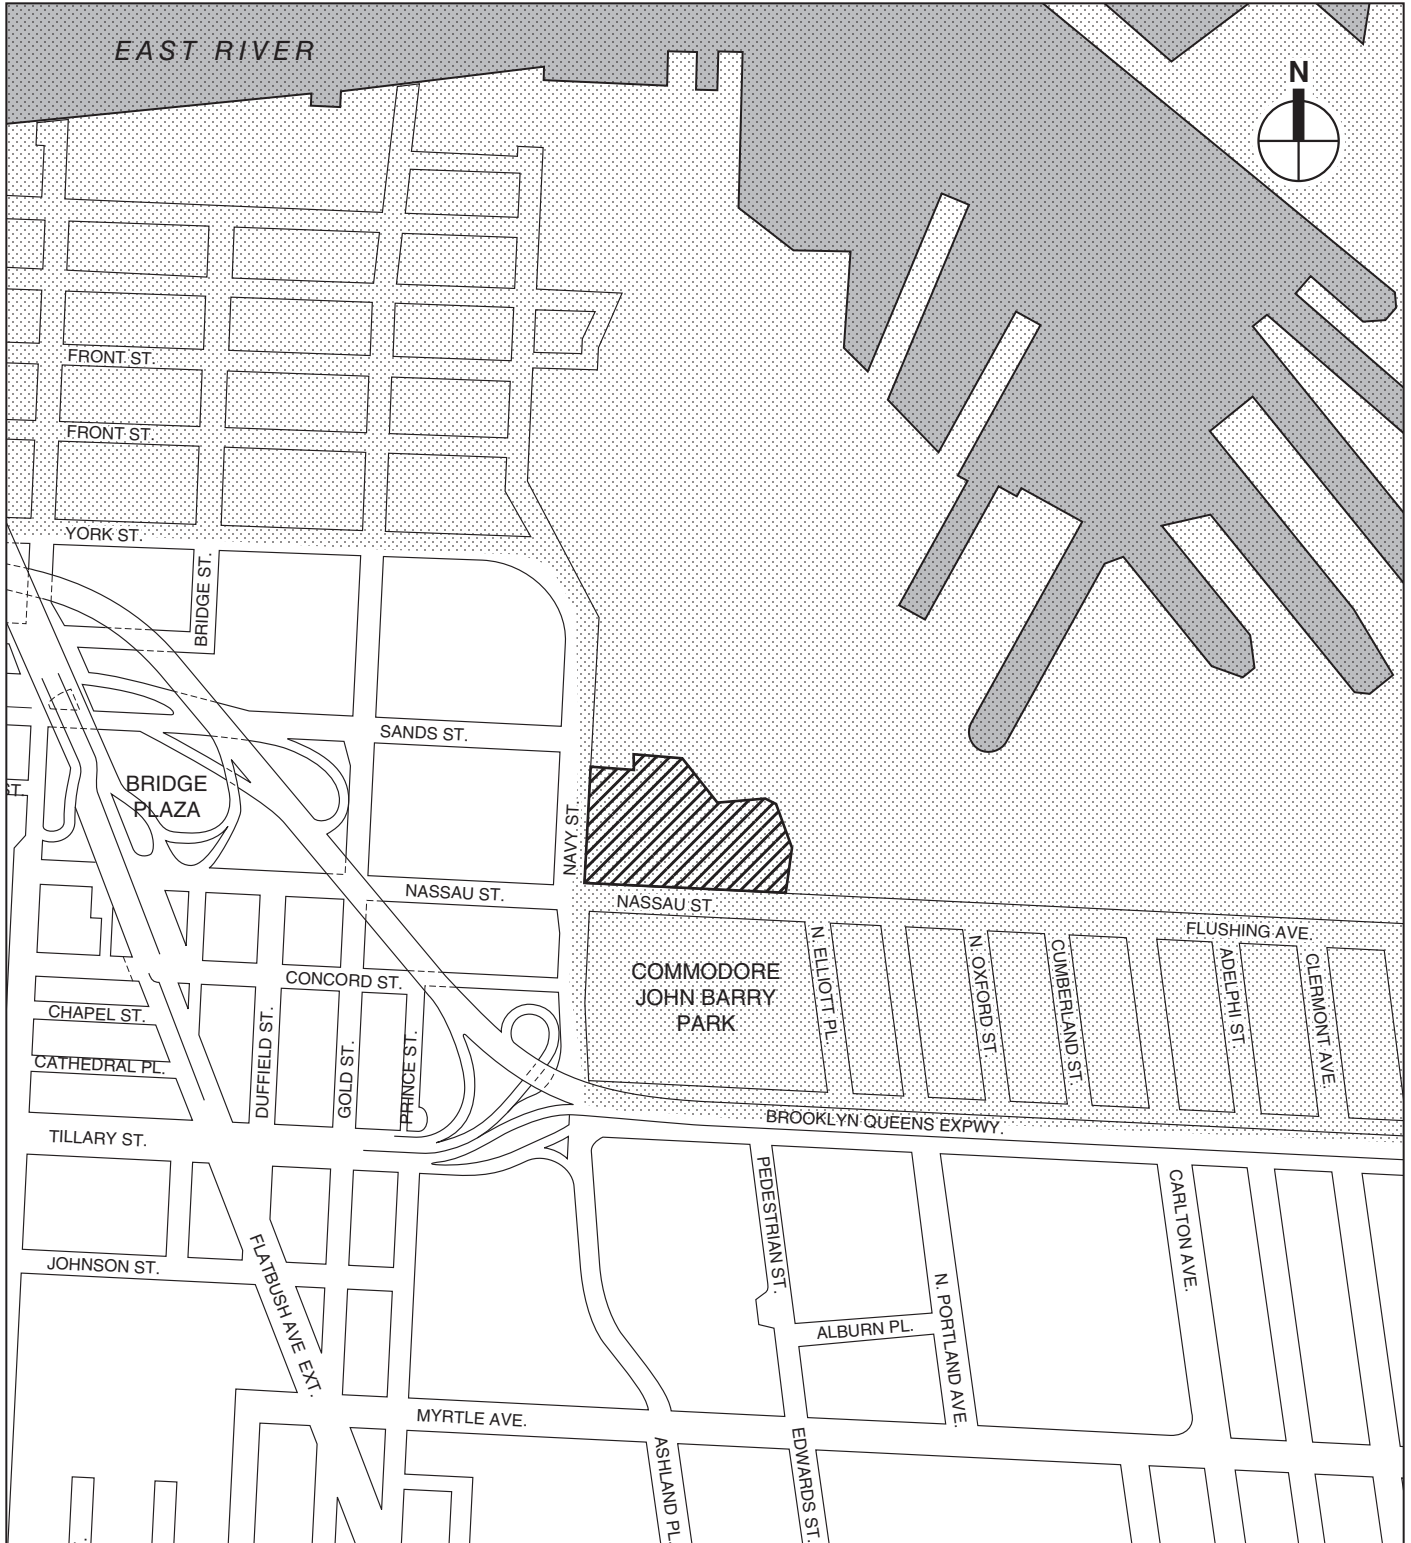 EAST RIVER
N
FRONT ST.
FRONT ST.
YORK ST.
BRIDGE ST.
SANDS ST.
BRIDGE
PLAZA
ST.
NAVY ST.
NASSAU ST.
NASSAU ST.
FLUSHING AVE.
COMMODORE
JOHN BARRY
PARK
N. ELLIOTT PL.
N. OXFORD ST.
CUMBERLAND ST.
ADELPHI ST.
CLERMONT AVE.
CONCORD ST.
CHAPEL ST.
CATHEDRAL PL.
DUFFIELD ST.
GOLD ST.
PRINCE ST.
BROOKLYN QUEENS EXPWY.
TILLARY ST.
PEDESTRIAN ST.
CARLTON AVE.
JOHNSON ST.
FLATBUSH AVE EXT.
N. PORTLAND AVE.
ALBURN PL.
MYRTLE AVE.
ASHLAND PL.
EDWARDS ST.